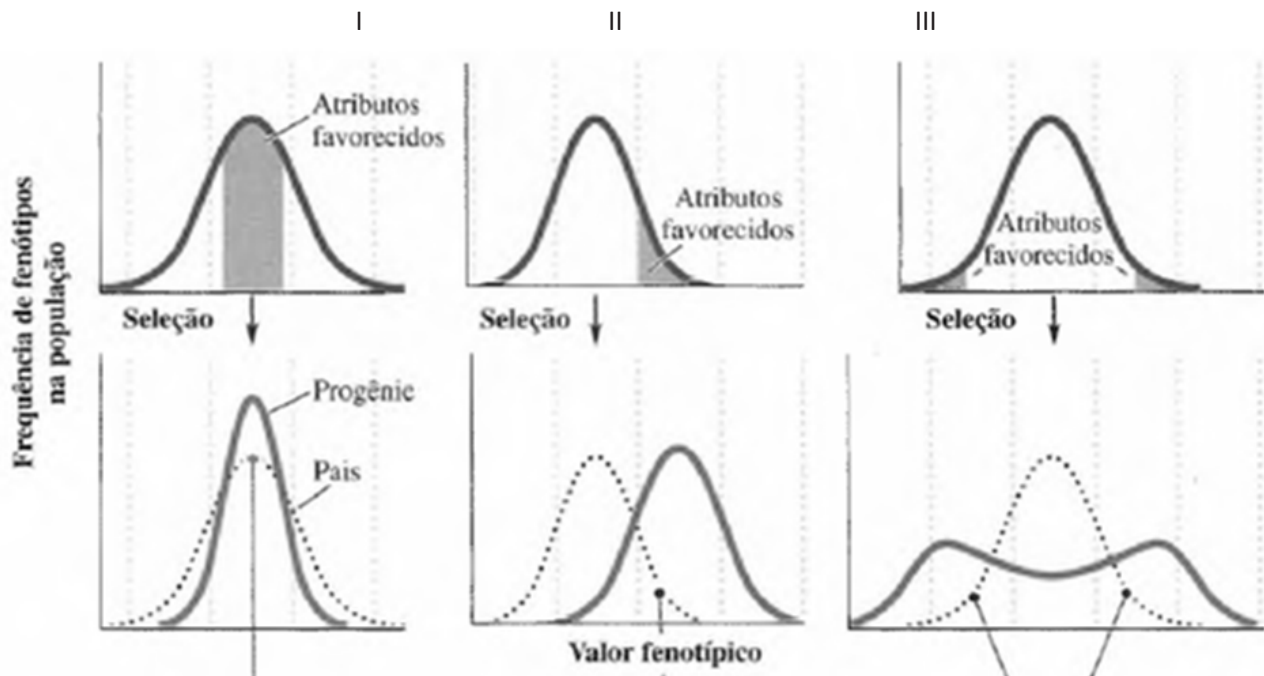 I
II
III
Frequência de fenótipos
na população
Atributos
favorecidos
Atributos
favorecidos
Atributos
favorecidos
Seleção
Seleção
Seleção
Progênie
Pais
Valor fenotípico